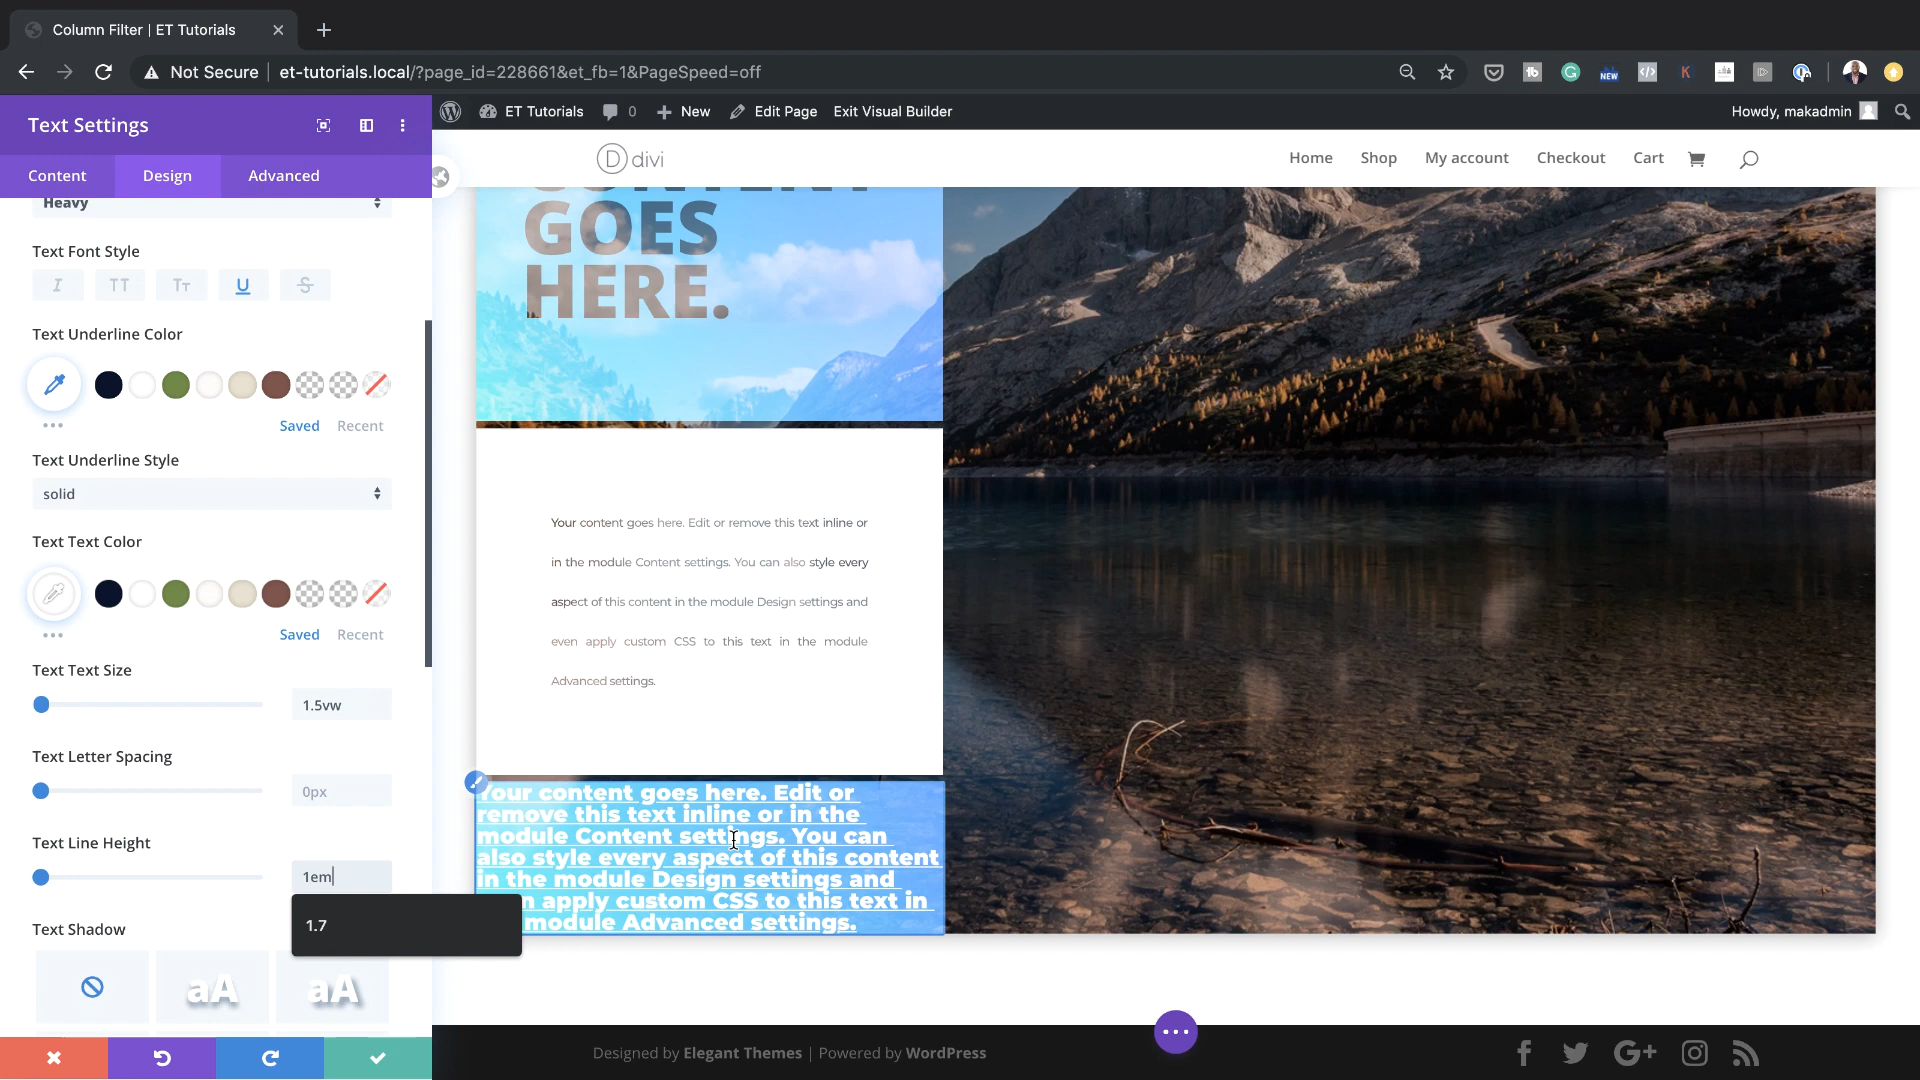 Column Filter | ET Tutorials
Not Secure
et-tutorials.local/?page_id=228661&et_fb=1&PageSpeed=off
NEW
K
Text Settings
ET Tutorials
0
New
Edit Page
Exit Visual Builder
Howdy, makadmin
Content
Design
Advanced
D divi
Home
Shop
My account
Checkout
Cart
Heavy
Text Font Style
I
TT
Tт
U
S
Text Underline Color
Saved
Recent
Text Underline Style
solid
Text Text Color
Saved
Recent
Text Text Size
1.5vw
Text Letter Spacing
0px
Text Line Height
1em
1.7
Text Shadow
aA
aA
CONTENT
GOES
HERE.
Your content goes here. Edit or remove this text inline or
in the module Content settings. You can also style every
aspect of this content in the module Design settings and
even apply custom CSS to this text in the module
Advanced settings.
Your content goes here. Edit or
remove this text inline or in the
module Content settings. You can
also style every aspect of this content
in the module Design settings and
n apply custom CSS to this text in
module Advanced settings.
Designed by Elegant Themes | Powered by WordPress